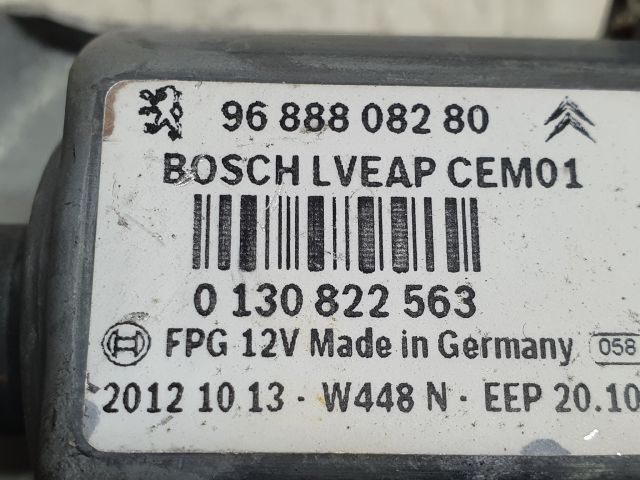 96 888 082 80
BOSCH LVEAP CEM01
0 130 822 563
FPG 12V Made in Germany 058
2012 10 13 · W448 N · EEP 20.10